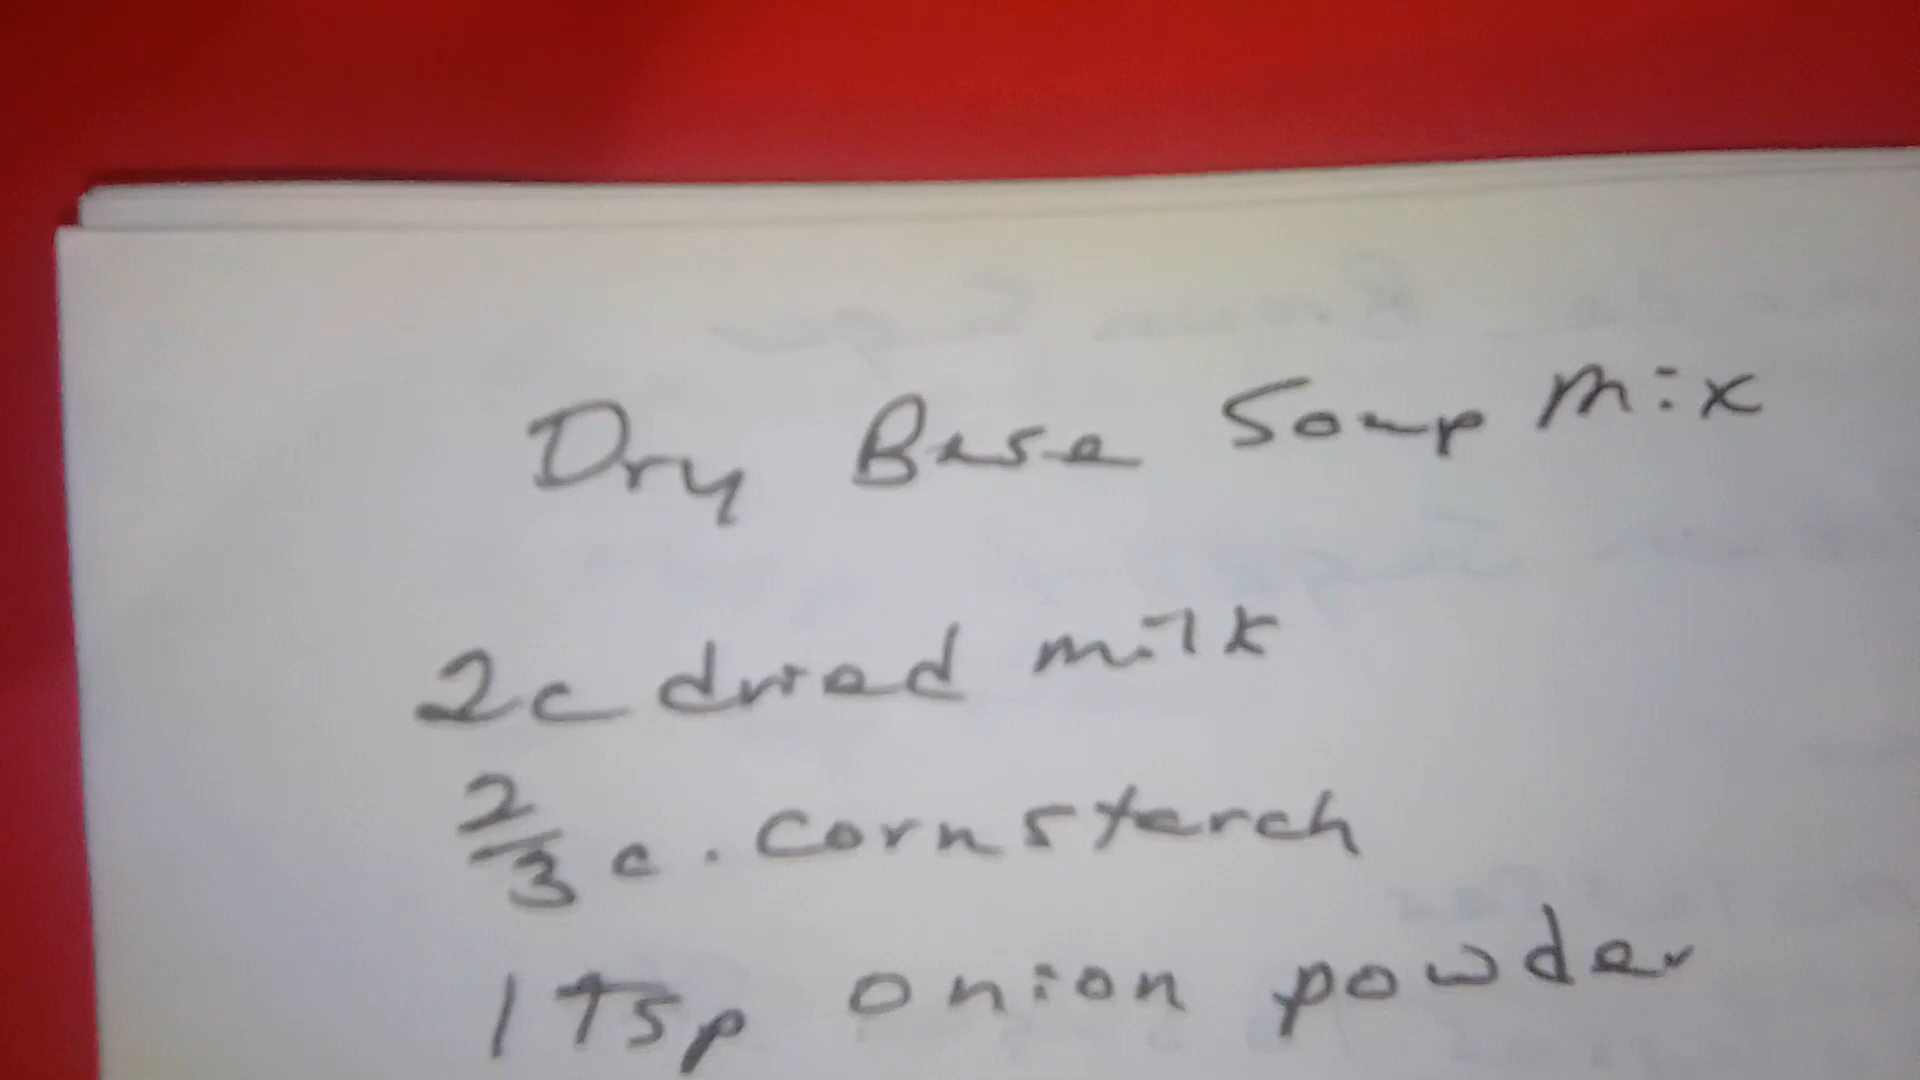 Dry Base Soup Mix
2c dried milk
2/3 c. cornstarch
1 Tsp onion powder